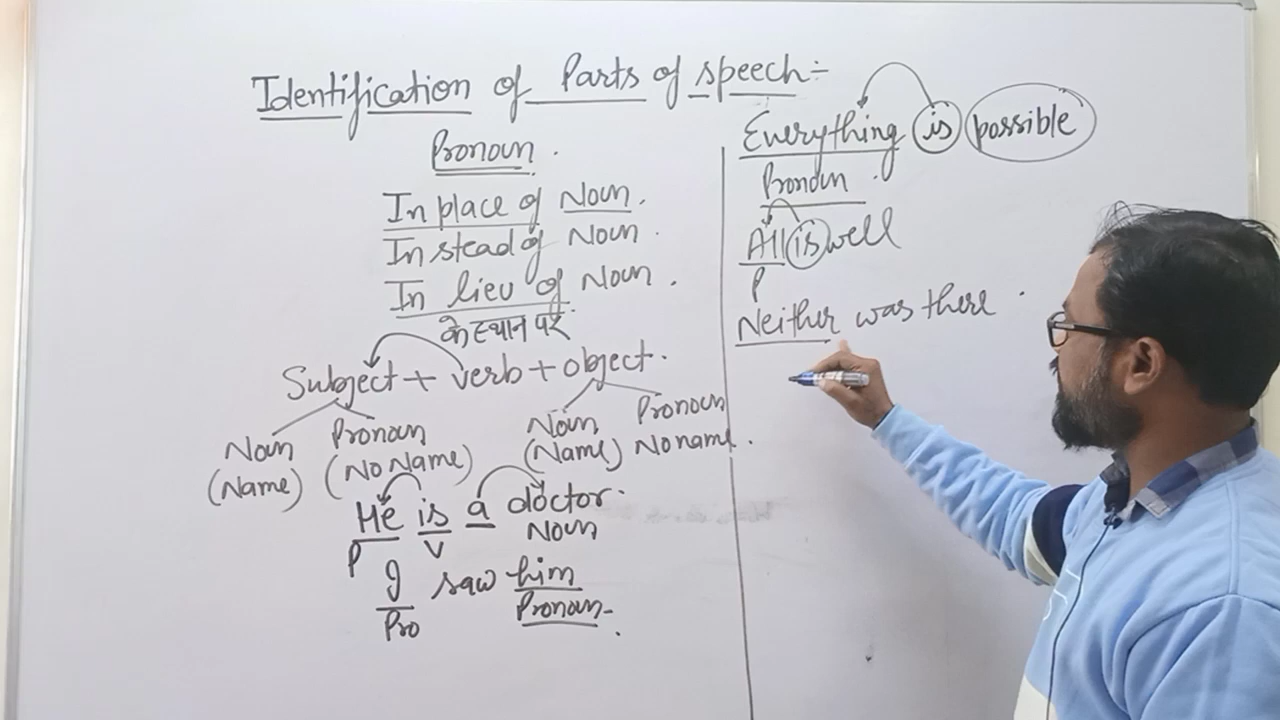 Identification of Parts of speech:-
Pronoun.
In place of Noun.
In stead of Noun.
In lieu of Noun.
के स्थान पर
Subject + verb + object.
Noun Pronoun Noun Pronoun
(Name) (No Name) (Name) No name.
He is a doctor.
P V Noun
I saw him
Pro Pronoun.
Everything is possible
Pronoun.
All is well
P
Neither was there.